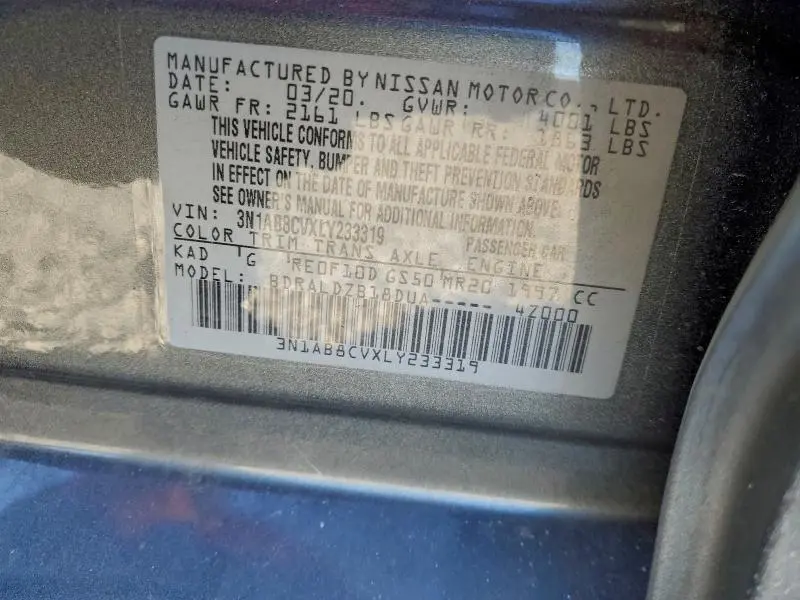 MANUFACTURED BY NISSAN MOTOR CO., LTD.
DATE: 03/20. GVWR: 4001 LBS
GAWR FR: 2161 LBS GAWR RR: 1863 LBS
THIS VEHICLE CONFORMS TO ALL APPLICABLE FEDERAL MOTOR
VEHICLE SAFETY, BUMPER AND THEFT PREVENTION STANDARDS
IN EFFECT ON THE DATE OF MANUFACTURE SHOWN ABOVE.
SEE OWNER'S MANUAL FOR ADDITIONAL INFORMATION.
VIN: 3N1AB8CVXLY233319 PASSENGER CAR
COLOR TRIM TRANS AXLE ENGINE
KAD G RE0F10D GS50 MR20 1997 CC
MODEL: BDRALDZB18DUA----- 4Z000
3N1AB8CVXLY233319